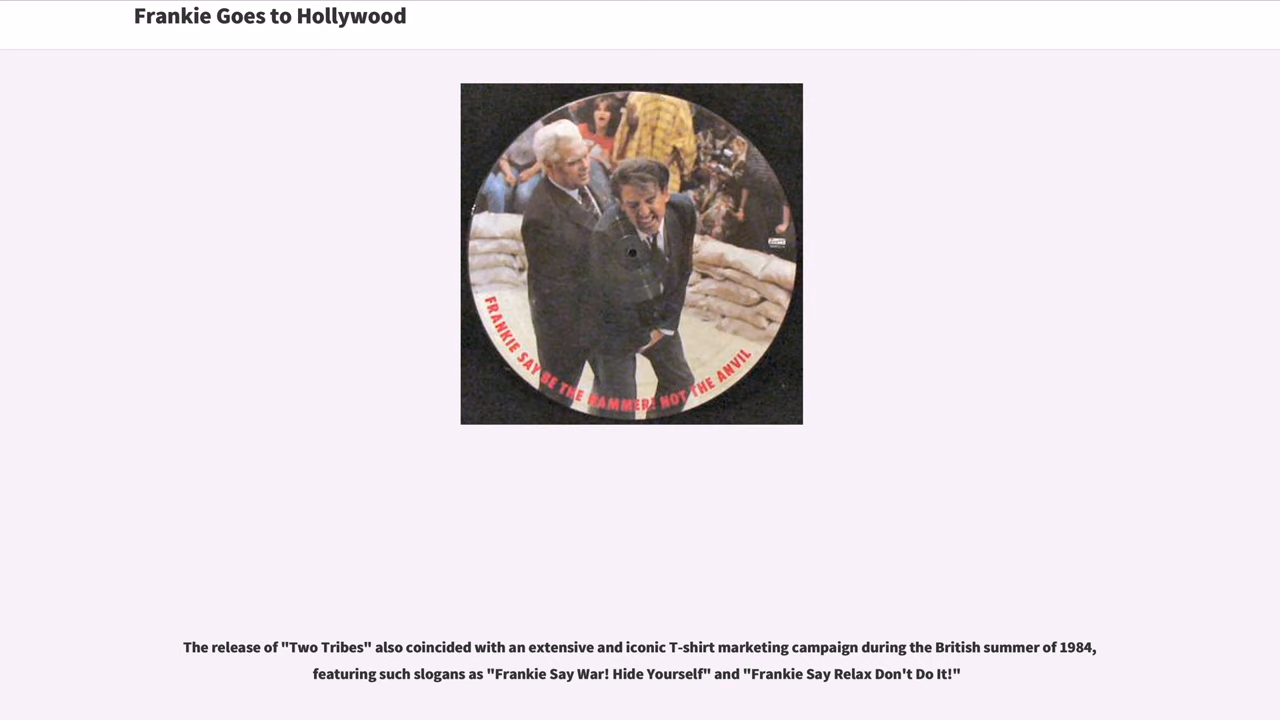 Frankie Goes to Hollywood
FRANKIE SAY BE THE HAMMER! NOT THE ANVIL
The release of "Two Tribes" also coincided with an extensive and iconic T-shirt marketing campaign during the British summer of 1984,
featuring such slogans as "Frankie Say War! Hide Yourself" and "Frankie Say Relax Don't Do It!"